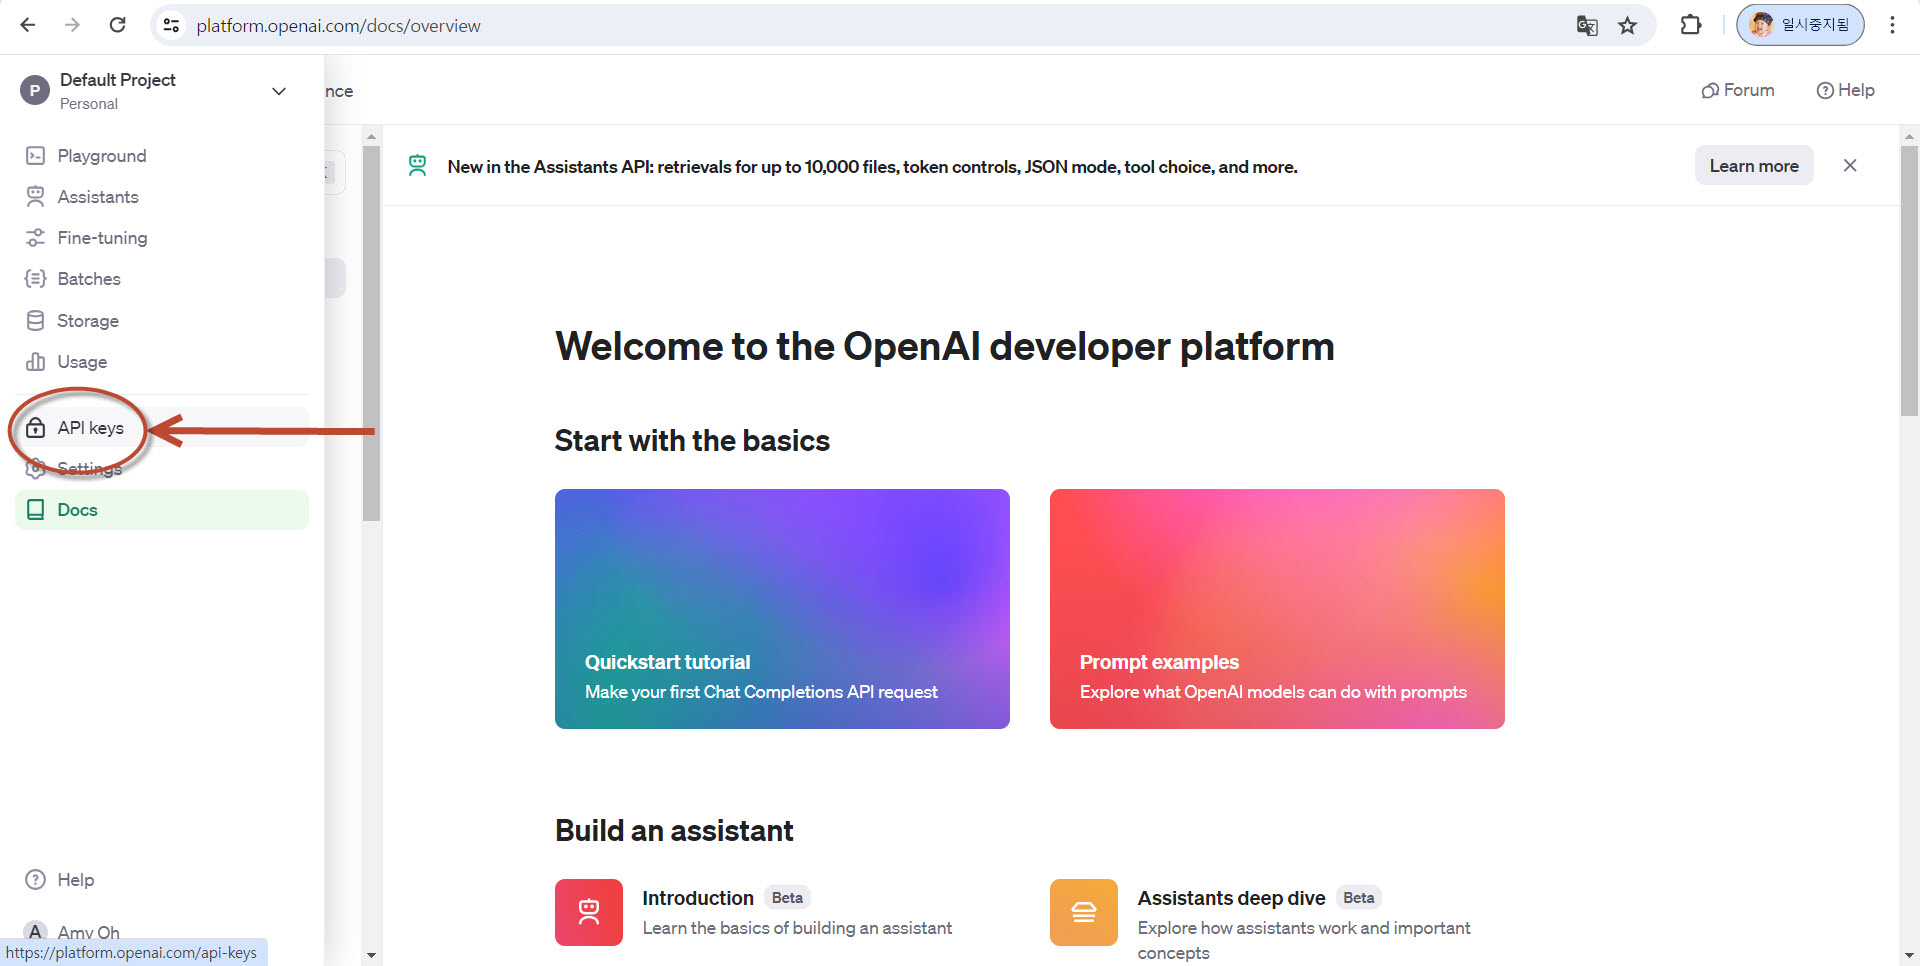 platform.openai.com/docs/overview
일시중지됨
P
Default Project
Personal
nce
Forum
Help
Playground
Assistants
Fine-tuning
Batches
Storage
Usage
API keys
Settings
Docs
New in the Assistants API: retrievals for up to 10,000 files, token controls, JSON mode, tool choice, and more.
Learn more
Welcome to the OpenAI developer platform
Start with the basics
Quickstart tutorial
Make your first Chat Completions API request
Prompt examples
Explore what OpenAI models can do with prompts
Build an assistant
Introduction Beta
Learn the basics of building an assistant
Assistants deep dive Beta
Explore how assistants work and important
concepts
Help
A
Amy Oh
https://platform.openai.com/api-keys